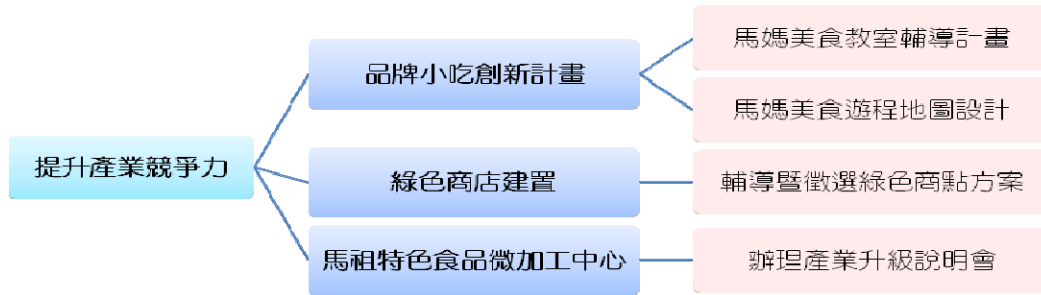 提升產業競爭力
品牌小吃創新計畫
馬媽美食教室輔導計畫
馬媽美食遊程地圖設計
綠色商店建置
輔導暨徵選綠色商點方案
馬祖特色食品微加工中心
辦理產業升級說明會